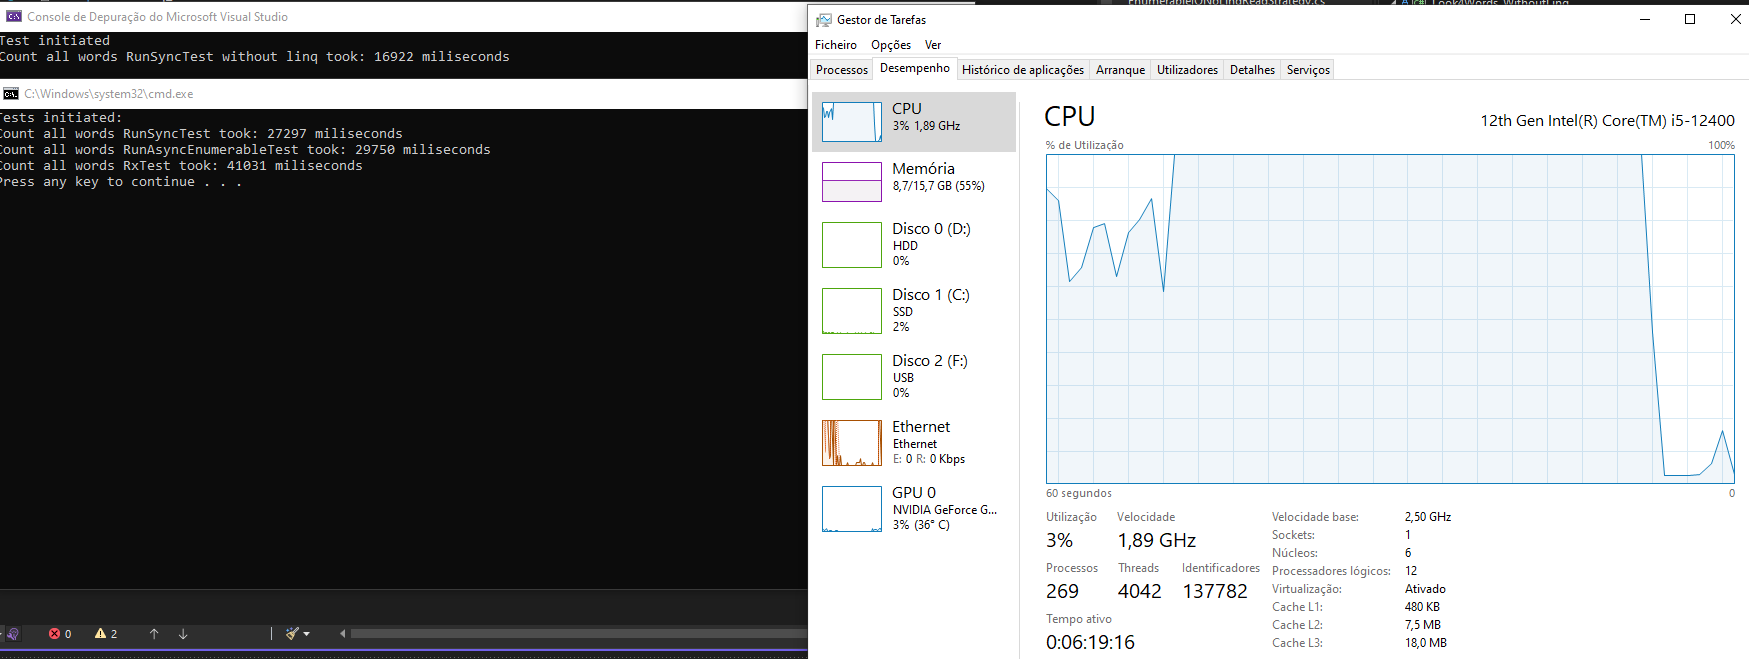 Console de Depuração do Microsoft Visual Studio
Test initiated
Count all words RunSyncTest without linq took: 16922 miliseconds
C:\Windows\system32\cmd.exe
Tests initiated:
Count all words RunSyncTest took: 27297 miliseconds
Count all words RunAsyncEnumerableTest took: 29750 miliseconds
Count all words RxTest took: 41031 miliseconds
Press any key to continue . . .
0
2
Gestor de Tarefas
Ficheiro Opções Ver
Processos Desempenho Histórico de aplicações Arranque Utilizadores Detalhes Serviços
CPU
3% 1,89 GHz
Memória
8,7/15,7 GB (55%)
Disco 0 (D:)
HDD
0%
Disco 1 (C:)
SSD
2%
Disco 2 (F:)
USB
0%
Ethernet
Ethernet
E: 0 R: 0 Kbps
GPU 0
NVIDIA GeForce G...
3% (36° C)
CPU
12th Gen Intel(R) Core(TM) i5-12400
% de Utilização 100%
60 segundos 0
Utilização Velocidade
3% 1,89 GHz
Processos Threads Identificadores
269 4042 137782
Tempo ativo
0:06:19:16
Velocidade base: 2,50 GHz
Sockets: 1
Núcleos: 6
Processadores lógicos: 12
Virtualização: Ativado
Cache L1: 480 KB
Cache L2: 7,5 MB
Cache L3: 18,0 MB